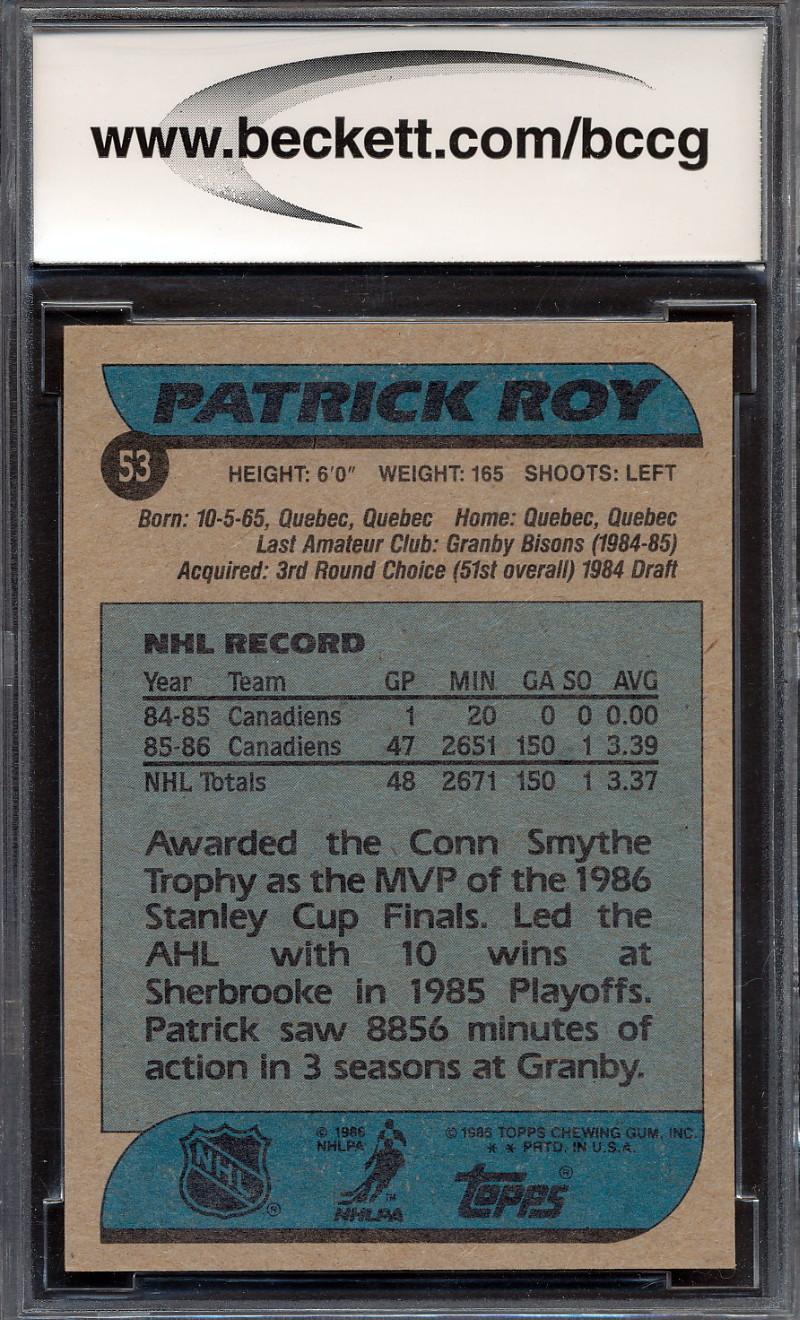 www.beckett.com/bccg
PATRICK ROY
53
HEIGHT: 6'0" WEIGHT: 165 SHOOTS: LEFT
Born: 10-5-65, Quebec, Quebec Home: Quebec, Quebec
Last Amateur Club: Granby Bisons (1984-85)
Acquired: 3rd Round Choice (51st overall) 1984 Draft
NHL RECORD
Year Team GP MIN GA SO AVG
84-85 Canadiens 1 20 0 0 0.00
85-86 Canadiens 47 2651 150 1 3.39
NHL Totals 48 2671 150 1 3.37
Awarded the Conn Smythe
Trophy as the MVP of the 1986
Stanley Cup Finals. Led the
AHL with 10 wins at
Sherbrooke in 1985 Playoffs.
Patrick saw 8856 minutes of
action in 3 seasons at Granby.
NHL ®
© 1986
NHLPA
TM
NHLPA
© 1986 TOPPS CHEWING GUM, INC.
* * PRTD. IN U.S.A.
topps ®